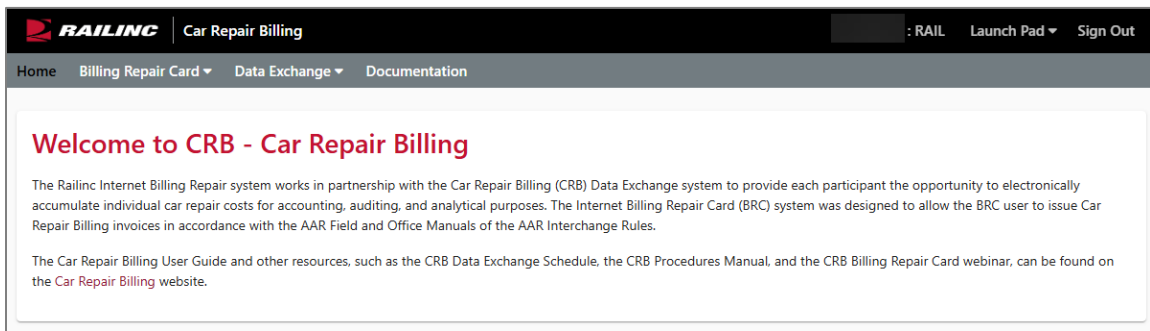 RAILINC Car Repair Billing : RAIL Launch Pad Sign Out
Home Billing Repair Card Data Exchange Documentation
Welcome to CRB - Car Repair Billing
The Railinc Internet Billing Repair system works in partnership with the Car Repair Billing (CRB) Data Exchange system to provide each participant the opportunity to electronically
accumulate individual car repair costs for accounting, auditing, and analytical purposes. The Internet Billing Repair Card (BRC) system was designed to allow the BRC user to issue Car
Repair Billing invoices in accordance with the AAR Field and Office Manuals of the AAR Interchange Rules.
The Car Repair Billing User Guide and other resources, such as the CRB Data Exchange Schedule, the CRB Procedures Manual, and the CRB Billing Repair Card webinar, can be found on
the Car Repair Billing website.